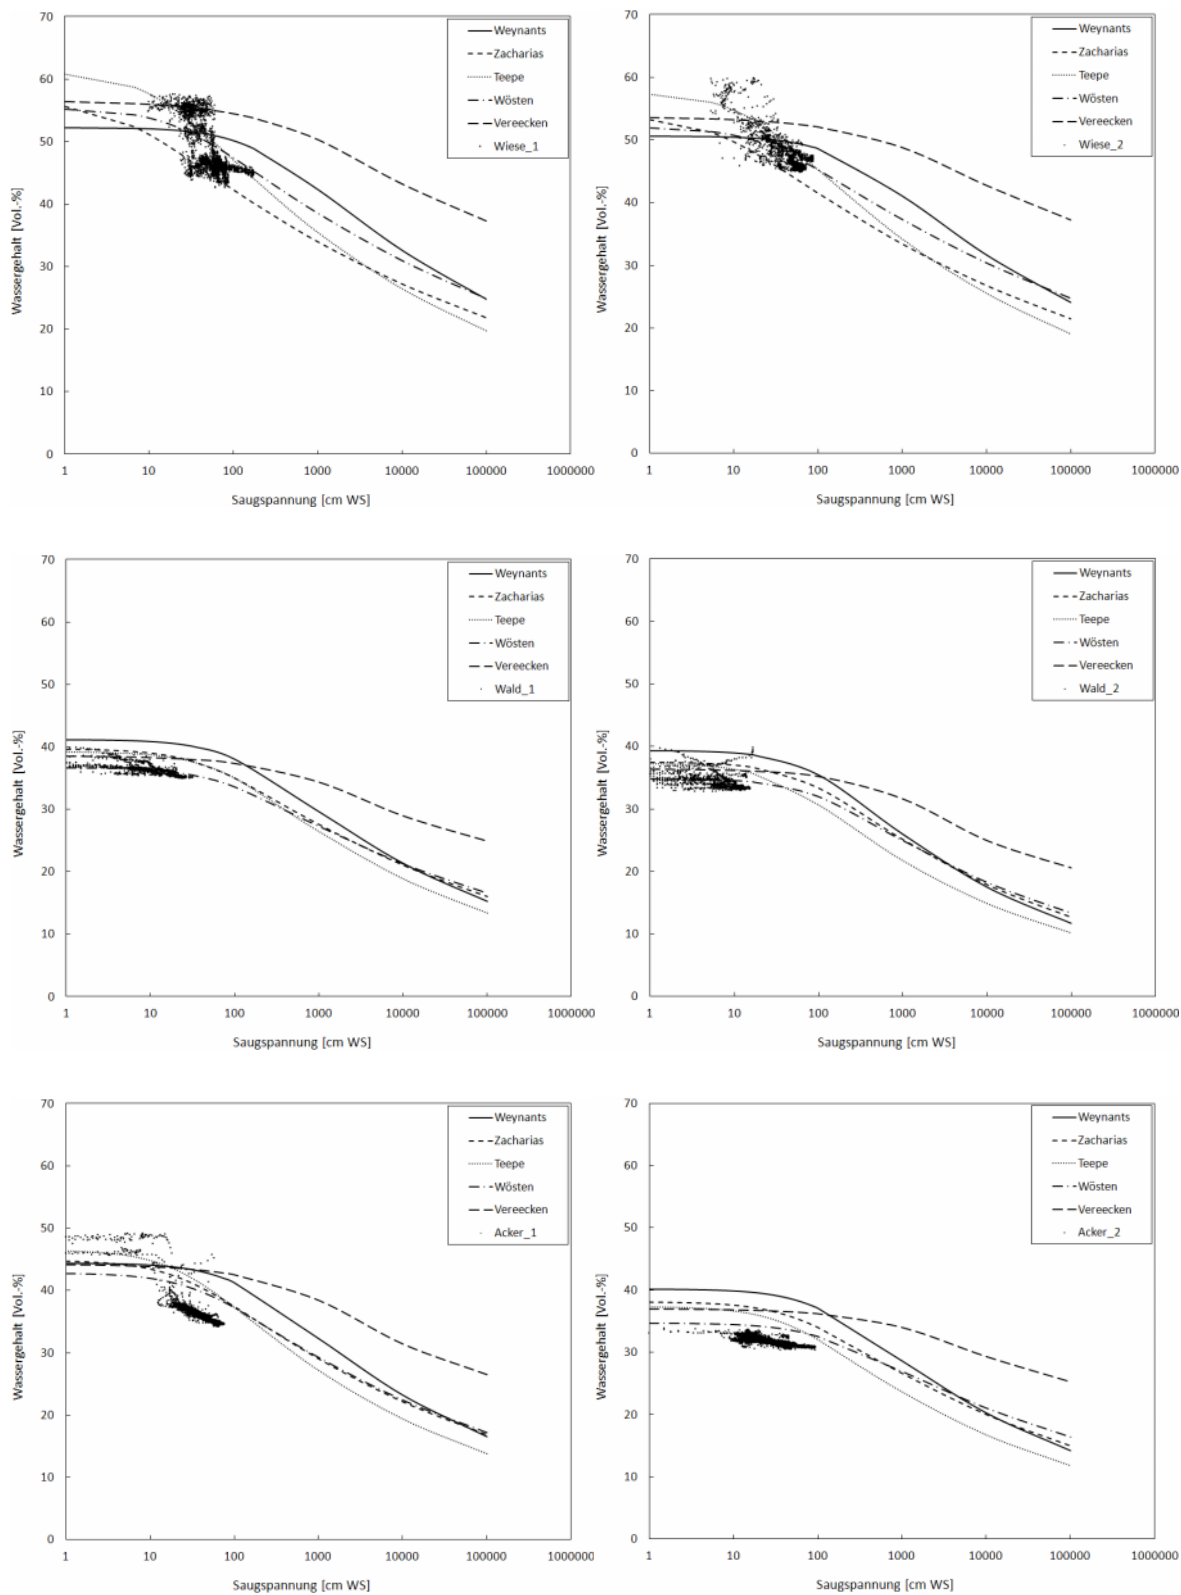 70
60
50
40
30
20
10
0
Wassergehalt [Vol.-%]
1 10 100 1000 10000 100000 1000000
Saugspannung [cm WS]
Weynants
Zacharias
Teepe
Wösten
Vereecken
Wiese_1
70
60
50
40
30
20
10
0
Wassergehalt [Vol.-%]
1 10 100 1000 10000 100000 1000000
Saugspannung [cm WS]
Weynants
Zacharias
Teepe
Wösten
Vereecken
Wiese_2
70
60
50
40
30
20
10
0
Wassergehalt [Vol.-%]
1 10 100 1000 10000 100000 1000000
Saugspannung [cm WS]
Weynants
Zacharias
Teepe
Wösten
Vereecken
Wald_1
70
60
50
40
30
20
10
0
Wassergehalt [Vol.-%]
1 10 100 1000 10000 100000 1000000
Saugspannung [cm WS]
Weynants
Zacharias
Teepe
Wösten
Vereecken
Wald_2
70
60
50
40
30
20
10
0
Wassergehalt [Vol.-%]
1 10 100 1000 10000 100000 1000000
Saugspannung [cm WS]
Weynants
Zacharias
Teepe
Wösten
Vereecken
Acker_1
70
60
50
40
30
20
10
0
Wassergehalt [Vol.-%]
1 10 100 1000 10000 100000 1000000
Saugspannung [cm WS]
Weynants
Zacharias
Teepe
Wösten
Vereecken
Acker_2